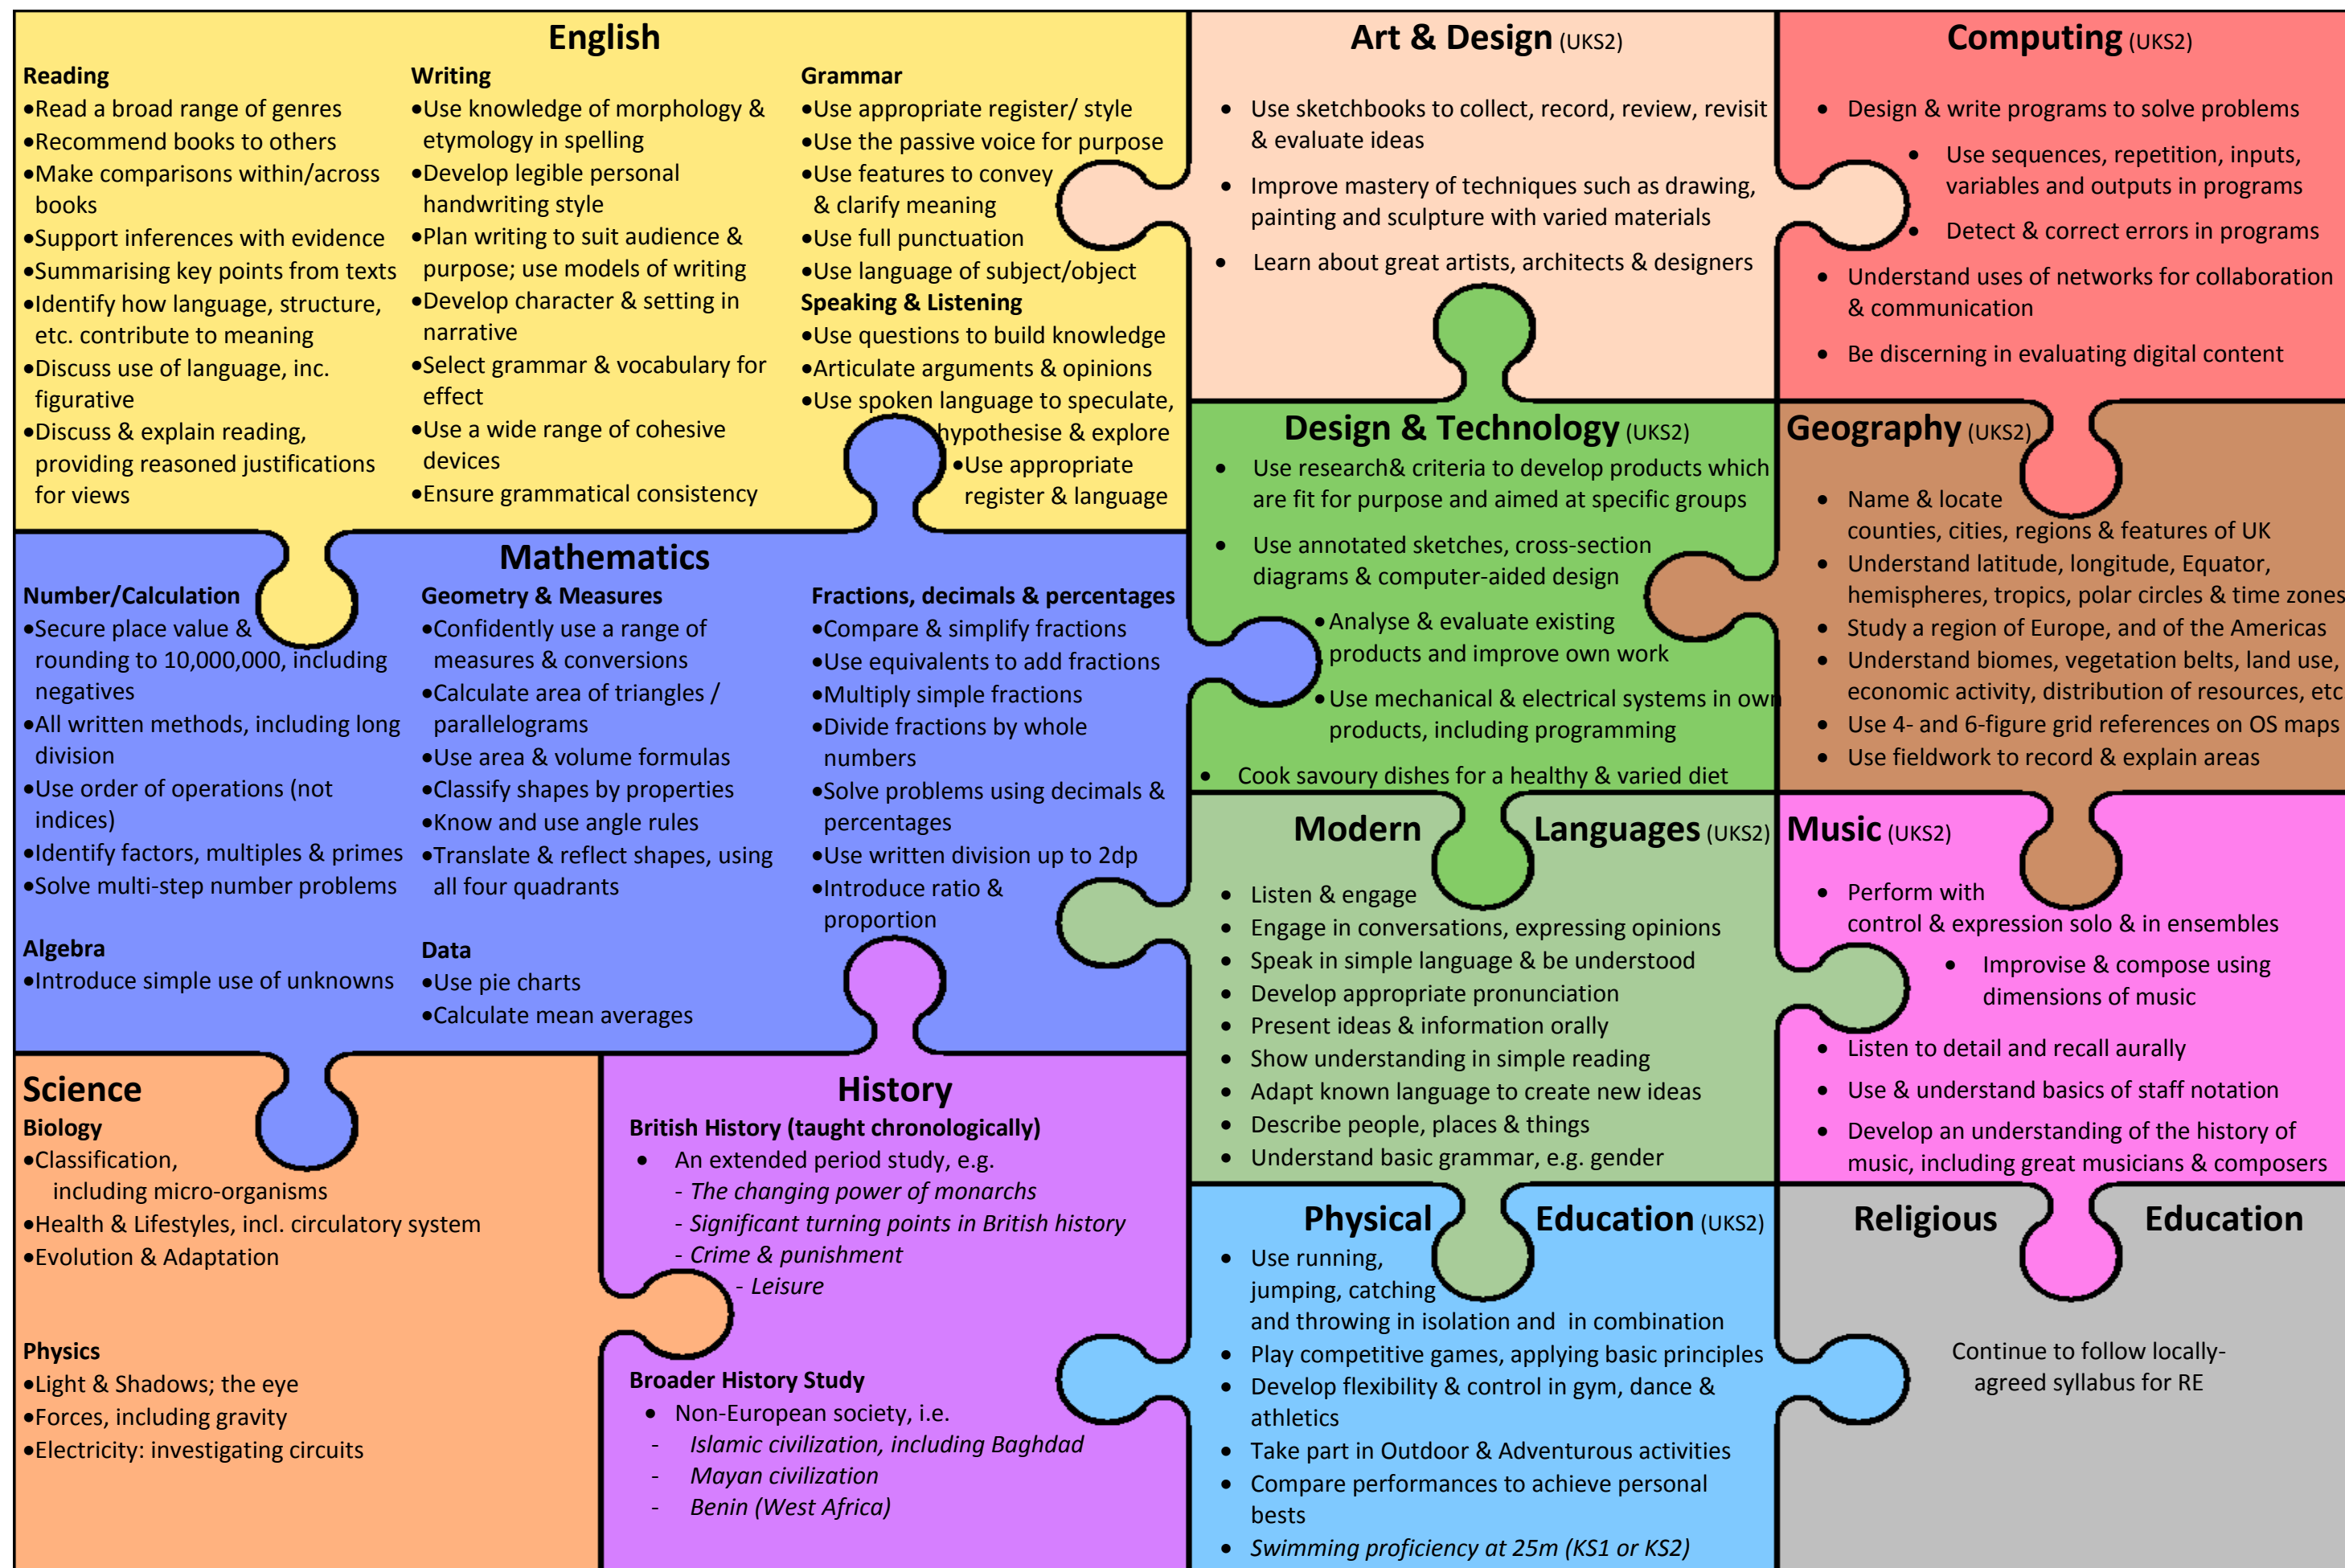 English
Reading
•Read a broad range of genres
•Recommend books to others
•Make comparisons within/across
books
•Support inferences with evidence
•Summarising key points from texts
•Identify how language, structure,
etc. contribute to meaning
•Discuss use of language, inc.
figurative
•Discuss & explain reading,
providing reasoned justifications
for views
Writing
•Use knowledge of morphology &
etymology in spelling
•Develop legible personal
handwriting style
•Plan writing to suit audience &
purpose; use models of writing
•Develop character & setting in
narrative
•Select grammar & vocabulary for
effect
•Use a wide range of cohesive
devices
•Ensure grammatical consistency
Grammar
•Use appropriate register/ style
•Use the passive voice for purpose
•Use features to convey
& clarify meaning
•Use full punctuation
•Use language of subject/object
Speaking & Listening
•Use questions to build knowledge
•Articulate arguments & opinions
•Use spoken language to speculate,
hypothesise & explore
•Use appropriate
register & language
Art & Design (UKS2)
• Use sketchbooks to collect, record, review, revisit
& evaluate ideas
• Improve mastery of techniques such as drawing,
painting and sculpture with varied materials
• Learn about great artists, architects & designers
Computing (UKS2)
• Design & write programs to solve problems
• Use sequences, repetition, inputs,
variables and outputs in programs
• Detect & correct errors in programs
• Understand uses of networks for collaboration
& communication
• Be discerning in evaluating digital content
Mathematics
Number/Calculation
•Secure place value &
rounding to 10,000,000, including
negatives
•All written methods, including long
division
•Use order of operations (not
indices)
•Identify factors, multiples & primes
•Solve multi-step number problems
Algebra
•Introduce simple use of unknowns
Geometry & Measures
•Confidently use a range of
measures & conversions
•Calculate area of triangles /
parallelograms
•Use area & volume formulas
•Classify shapes by properties
•Know and use angle rules
•Translate & reflect shapes, using
all four quadrants
Data
•Use pie charts
•Calculate mean averages
Fractions, decimals & percentages
•Compare & simplify fractions
•Use equivalents to add fractions
•Multiply simple fractions
•Divide fractions by whole
numbers
•Solve problems using decimals &
percentages
•Use written division up to 2dp
•Introduce ratio &
proportion
Design & Technology (UKS2)
• Use research& criteria to develop products which
are fit for purpose and aimed at specific groups
• Use annotated sketches, cross-section
diagrams & computer-aided design
• Analyse & evaluate existing
products and improve own work
• Use mechanical & electrical systems in own
products, including programming
• Cook savoury dishes for a healthy & varied diet
Geography (UKS2)
• Name & locate
counties, cities, regions & features of UK
• Understand latitude, longitude, Equator,
hemispheres, tropics, polar circles & time zones
• Study a region of Europe, and of the Americas
• Understand biomes, vegetation belts, land use,
economic activity, distribution of resources, etc.
• Use 4- and 6-figure grid references on OS maps
• Use fieldwork to record & explain areas
Modern Languages (UKS2)
• Listen & engage
• Engage in conversations, expressing opinions
• Speak in simple language & be understood
• Develop appropriate pronunciation
• Present ideas & information orally
• Show understanding in simple reading
• Adapt known language to create new ideas
• Describe people, places & things
• Understand basic grammar, e.g. gender
Music (UKS2)
• Perform with
control & expression solo & in ensembles
• Improvise & compose using
dimensions of music
• Listen to detail and recall aurally
• Use & understand basics of staff notation
• Develop an understanding of the history of
music, including great musicians & composers
Science
Biology
•Classification,
including micro-organisms
•Health & Lifestyles, incl. circulatory system
•Evolution & Adaptation
Physics
•Light & Shadows; the eye
•Forces, including gravity
•Electricity: investigating circuits
History
British History (taught chronologically)
• An extended period study, e.g.
- The changing power of monarchs
- Significant turning points in British history
- Crime & punishment
- Leisure
Broader History Study
• Non-European society, i.e.
- Islamic civilization, including Baghdad
- Mayan civilization
- Benin (West Africa)
Physical Education (UKS2)
• Use running,
jumping, catching
and throwing in isolation and in combination
• Play competitive games, applying basic principles
• Develop flexibility & control in gym, dance &
athletics
• Take part in Outdoor & Adventurous activities
• Compare performances to achieve personal
bests
• Swimming proficiency at 25m (KS1 or KS2)
Religious Education
Continue to follow locally-
agreed syllabus for RE